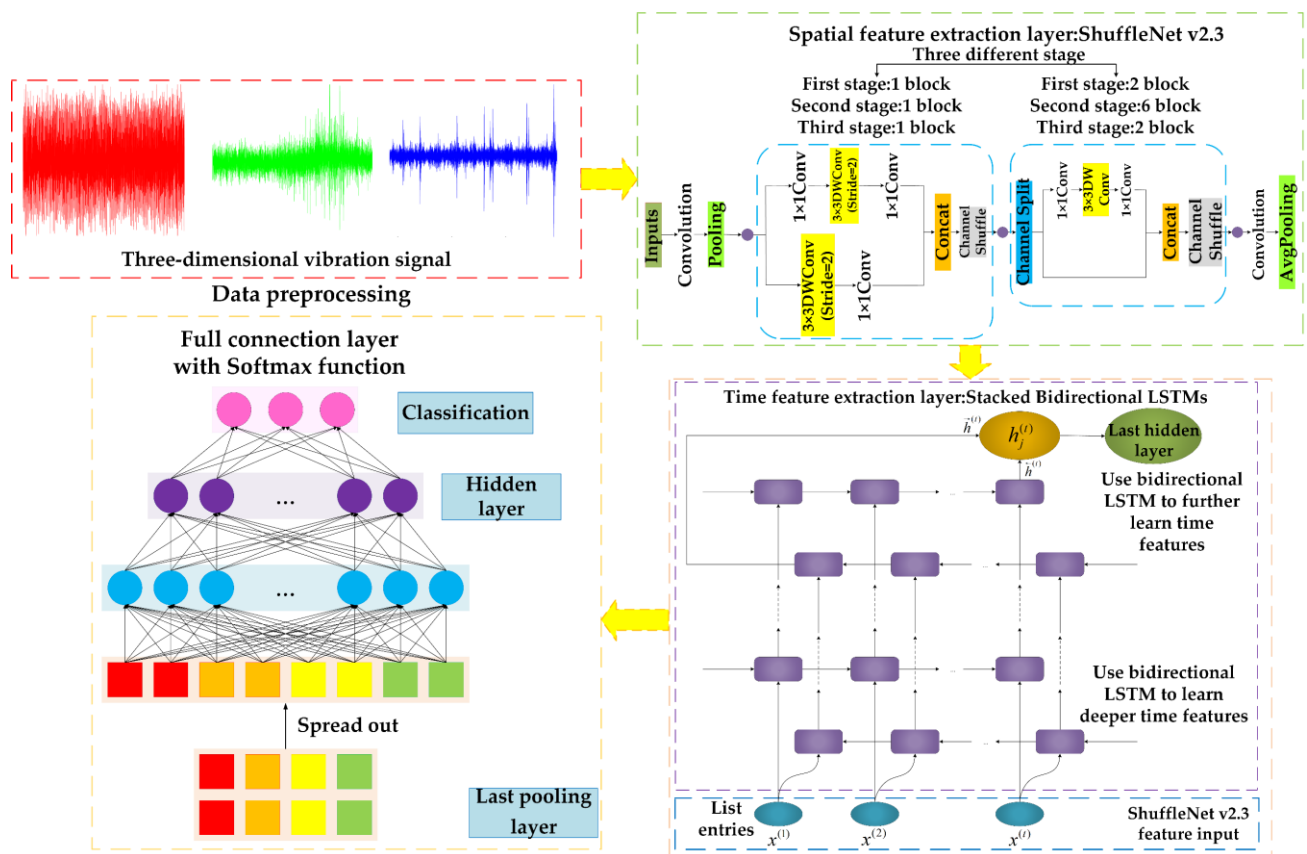 Three-dimensional vibration signal
Data preprocessing
Spatial feature extraction layer:ShuffleNet v2.3
Three different stage
First stage:1 block
Second stage:1 block
Third stage:1 block
First stage:2 block
Second stage:6 block
Third stage:2 block
Inputs
Convolution
Pooling
1×1Conv
3×3DWConv
(Stride=2)
1×1Conv
3×3DWConv
(Stride=2)
1×1Conv
Concat
Channel
Shuffle
Channel Split
1×1Conv
3×3DW
Conv
1×1Conv
Concat
Channel
Shuffle
Convolution
AvgPooling
Time feature extraction layer:Stacked Bidirectional LSTMs
h⃗^(t)
h_j^(t)
Last hidden
layer
h⃖^(t)
Use bidirectional
LSTM to further
learn time
features
...
...
...
Use bidirectional
LSTM to learn
deeper time features
...
List
entries
x^(1)
x^(2)
x^(t)
ShuffleNet v2.3
feature input
Full connection layer
with Softmax function
Classification
...
Hidden
layer
...
Spread out
Last pooling
layer